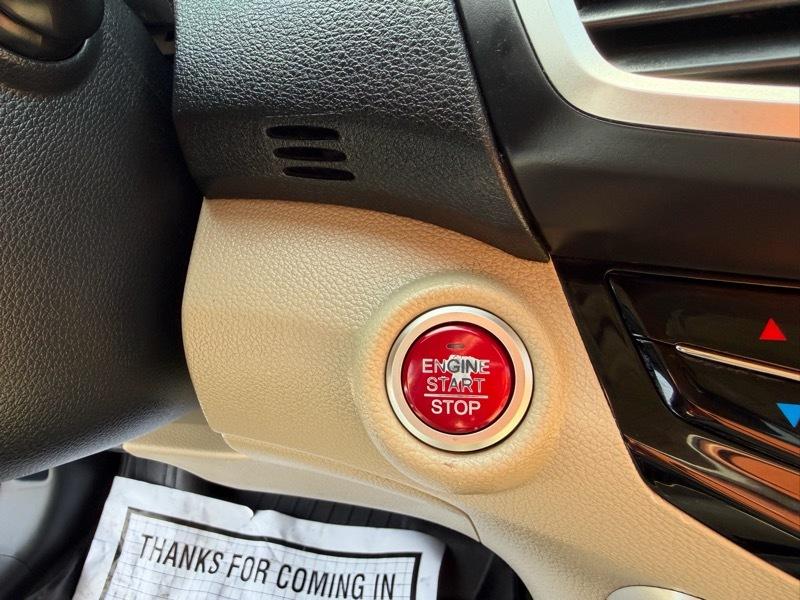 ENGINE
START
STOP
THANKS FOR COMING IN